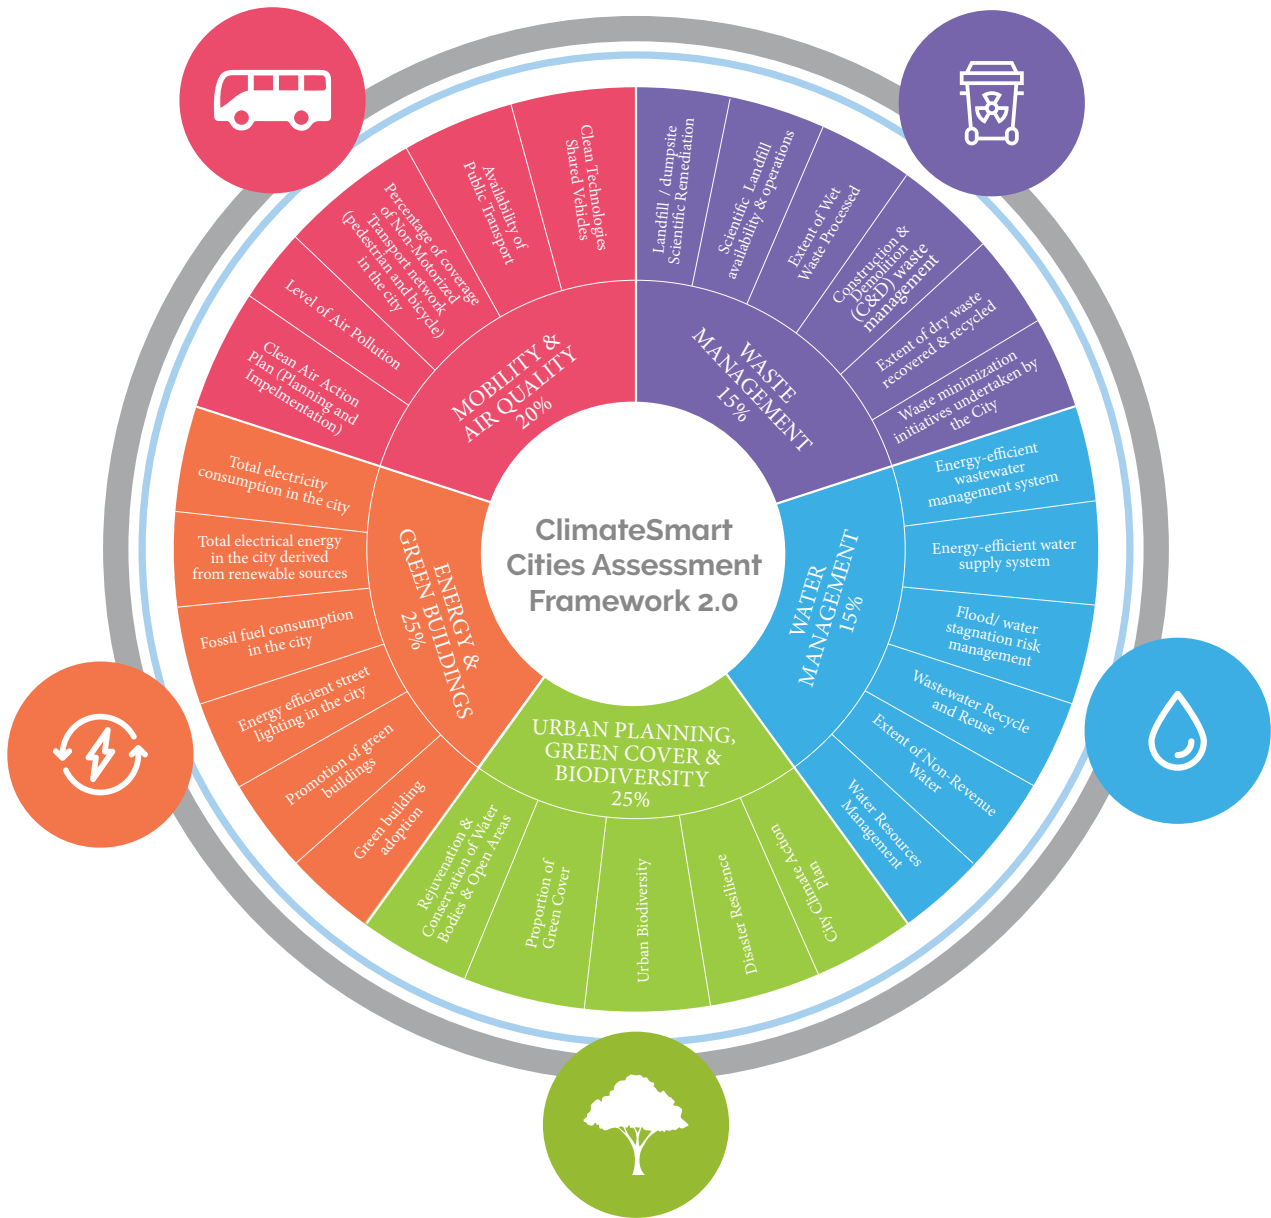 ClimateSmart
Cities Assessment
Framework 2.0
MOBILITY &
AIR QUALITY
20%
Clean Air Action
Plan (Planning and
Impelmentation)
Level of Air Pollution
Percentage of coverage
of Non-Motorized
Transport network
(pedestrian and bicycle)
in the city
Availability of
Public Transport
Clean Technologies
Shared Vehicles
WASTE
MANAGEMENT
15%
Landfill / dumpsite
Scientific Remediation
Scientific Landfill
availability & operations
Extent of Wet
Waste Processed
Construction &
Demolition
(C&D) waste
management
Extent of dry waste
recovered & recycled
Waste minimization
initiatives undertaken by
the City
WATER
MANAGEMENT
15%
Energy-efficient
wastewater
management system
Energy-efficient water
supply system
Flood/ water
stagnation risk
management
Wastewater Recycle
and Reuse
Extent of Non-Revenue
Water
Water Resources
Management
URBAN PLANNING,
GREEN COVER &
BIODIVERSITY
25%
City Climate Action
Plan
Disaster Resilience
Urban Biodiversity
Proportion of
Green Cover
Rejuvenation &
Conservation of Water
Bodies & Open Areas
ENERGY &
GREEN BUILDINGS
25%
Green building
adoption
Promotion of green
buildings
Energy efficient street
lighting in the city
Fossil fuel consumption
in the city
Total electrical energy
in the city derived
from renewable sources
Total electricity
consumption in the city